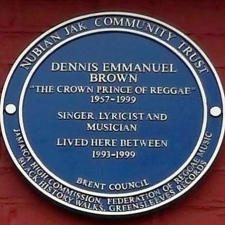 NUBIAN JAK COMMUNITY TRUST
DENNIS EMMANUEL
BROWN
"THE CROWN PRINCE OF REGGAE"
1957-1999
SINGER, LYRICIST AND
MUSICIAN
LIVED HERE BETWEEN
1993-1999
BRENT COUNCIL
JAMAICA HIGH COMMISSION, FEDERATION OF REGGAE MUSIC
BLACK HISTORY WALKS, GREENSLEEVES RECORDS